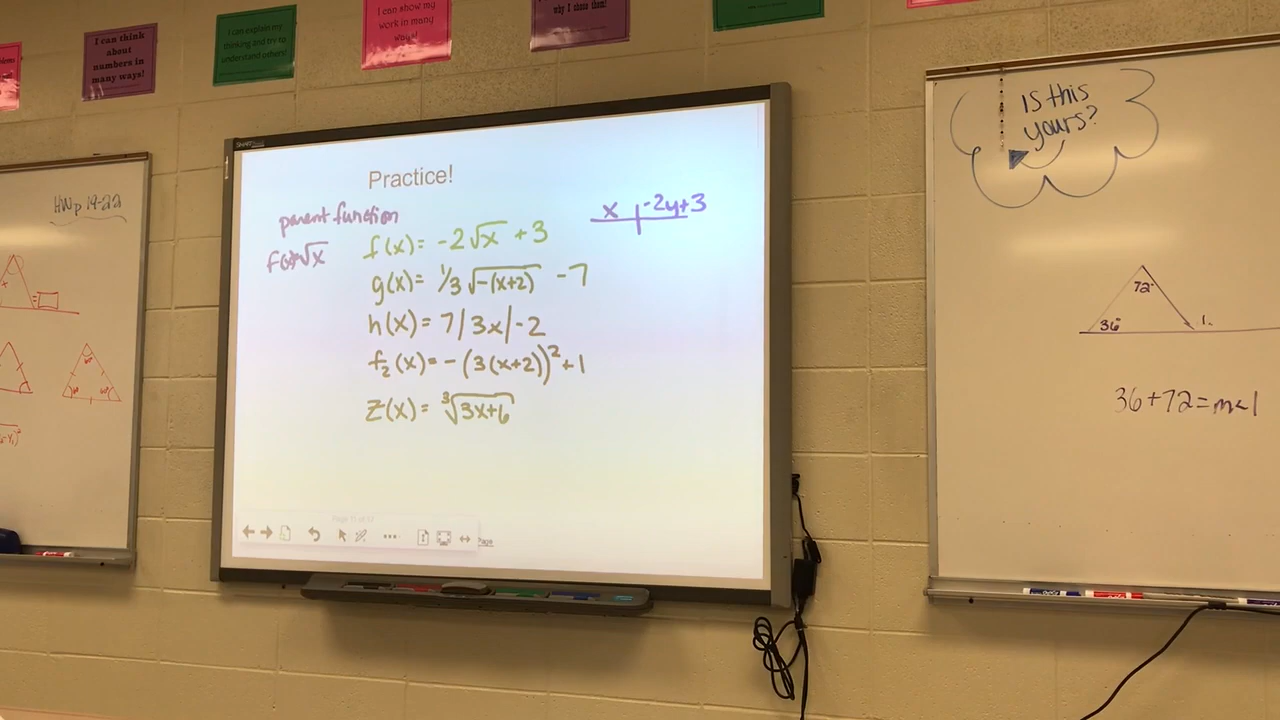 I can think
about
numbers in
many ways!
I can explain my
thinking and try to
understand others!
I can show my
work in many
ways!
why I chose them!
HW p 19-22
Practice!
parent function
f(x)=√x
x | -2y+3
f(x) = -2√x + 3
g(x) = 1/3 √-(x+2) - 7
h(x) = 7|3x| - 2
f₂(x) = -(3(x+2))² + 1
z(x) = ∛3x+6
Page
Is this
yours?
72°
36°
1.
36+72=m<1